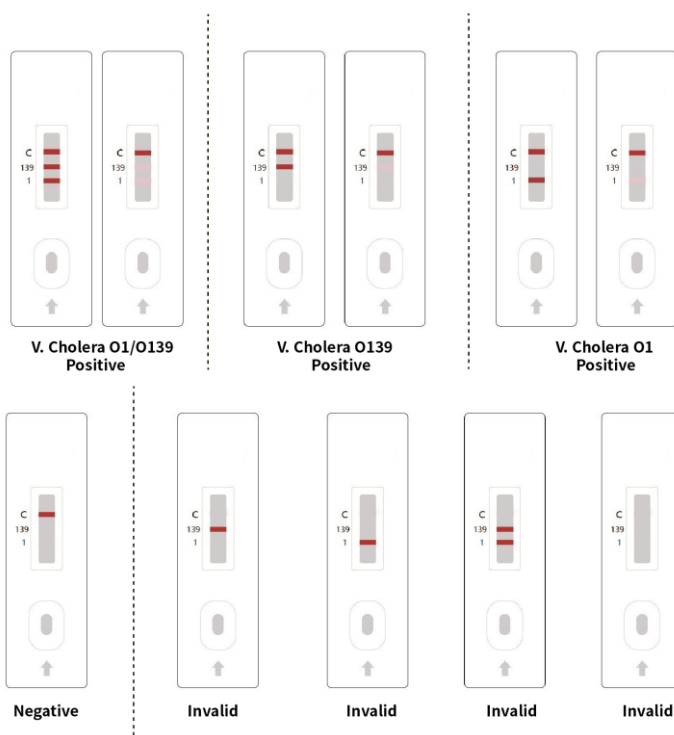 C
139
1
C
139
1
C
139
1
C
139
1
C
139
1
C
139
1
V. Cholera O1/O139
Positive
V. Cholera O139
Positive
V. Cholera O1
Positive
C
139
1
C
139
1
C
139
1
C
139
1
C
139
1
Negative
Invalid
Invalid
Invalid
Invalid